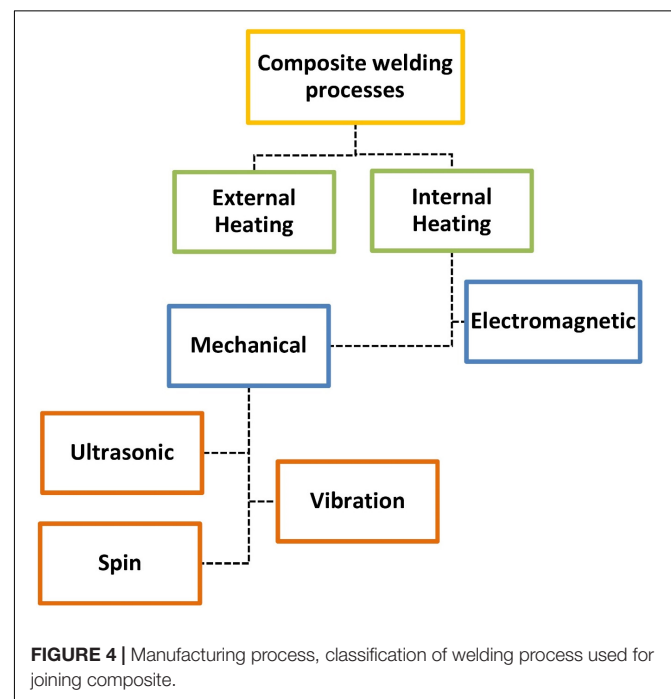 Composite welding
processes
External
Heating
Internal
Heating
Electromagnetic
Mechanical
Ultrasonic
Vibration
Spin
FIGURE 4 | Manufacturing process, classification of welding process used for
joining composite.